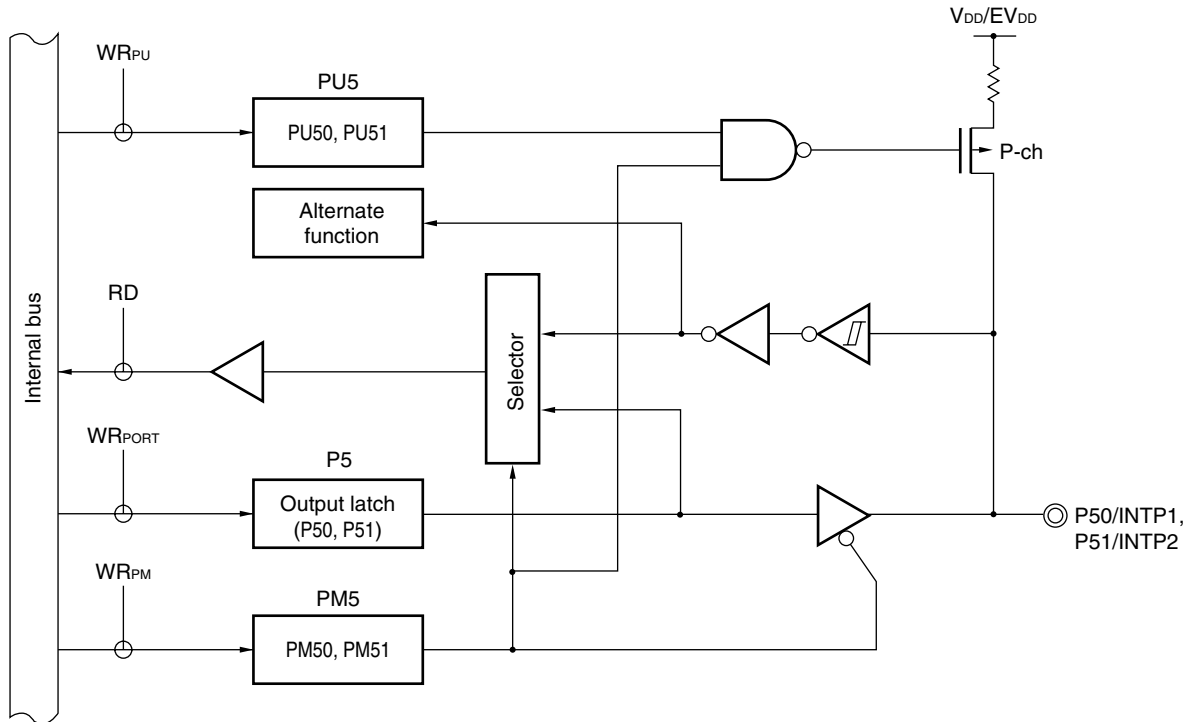 VDD/EVDD
WRPU
PU5
PU50, PU51
P-ch
Alternate
function
RD
Internal bus
Selector
WRPORT
P5
Output latch
(P50, P51)
P50/INTP1,
P51/INTP2
WRPM
PM5
PM50, PM51